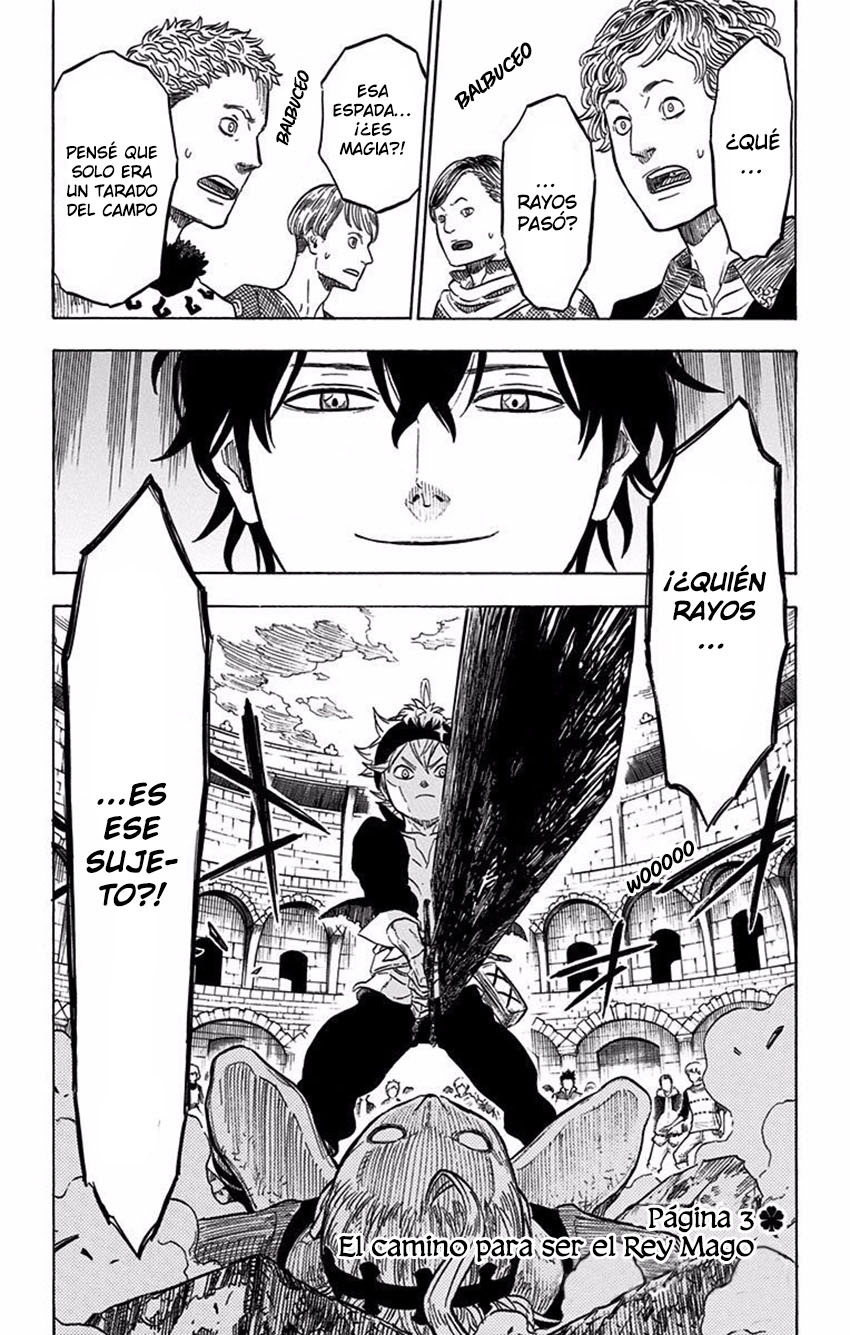 ¿QUÉ
...
...
RAYOS
PASÓ?
BALBUCEO
ESA
ESPADA...
¡¿ES
MAGIA?!
BALBUCEO
PENSÉ QUE
SOLO ERA
UN TARADO
DEL CAMPO
¡¿QUIÉN
RAYOS
...
...ES
ESE
SUJE-
TO?!
WOOOOO
Página 3
El camino para ser el Rey Mago